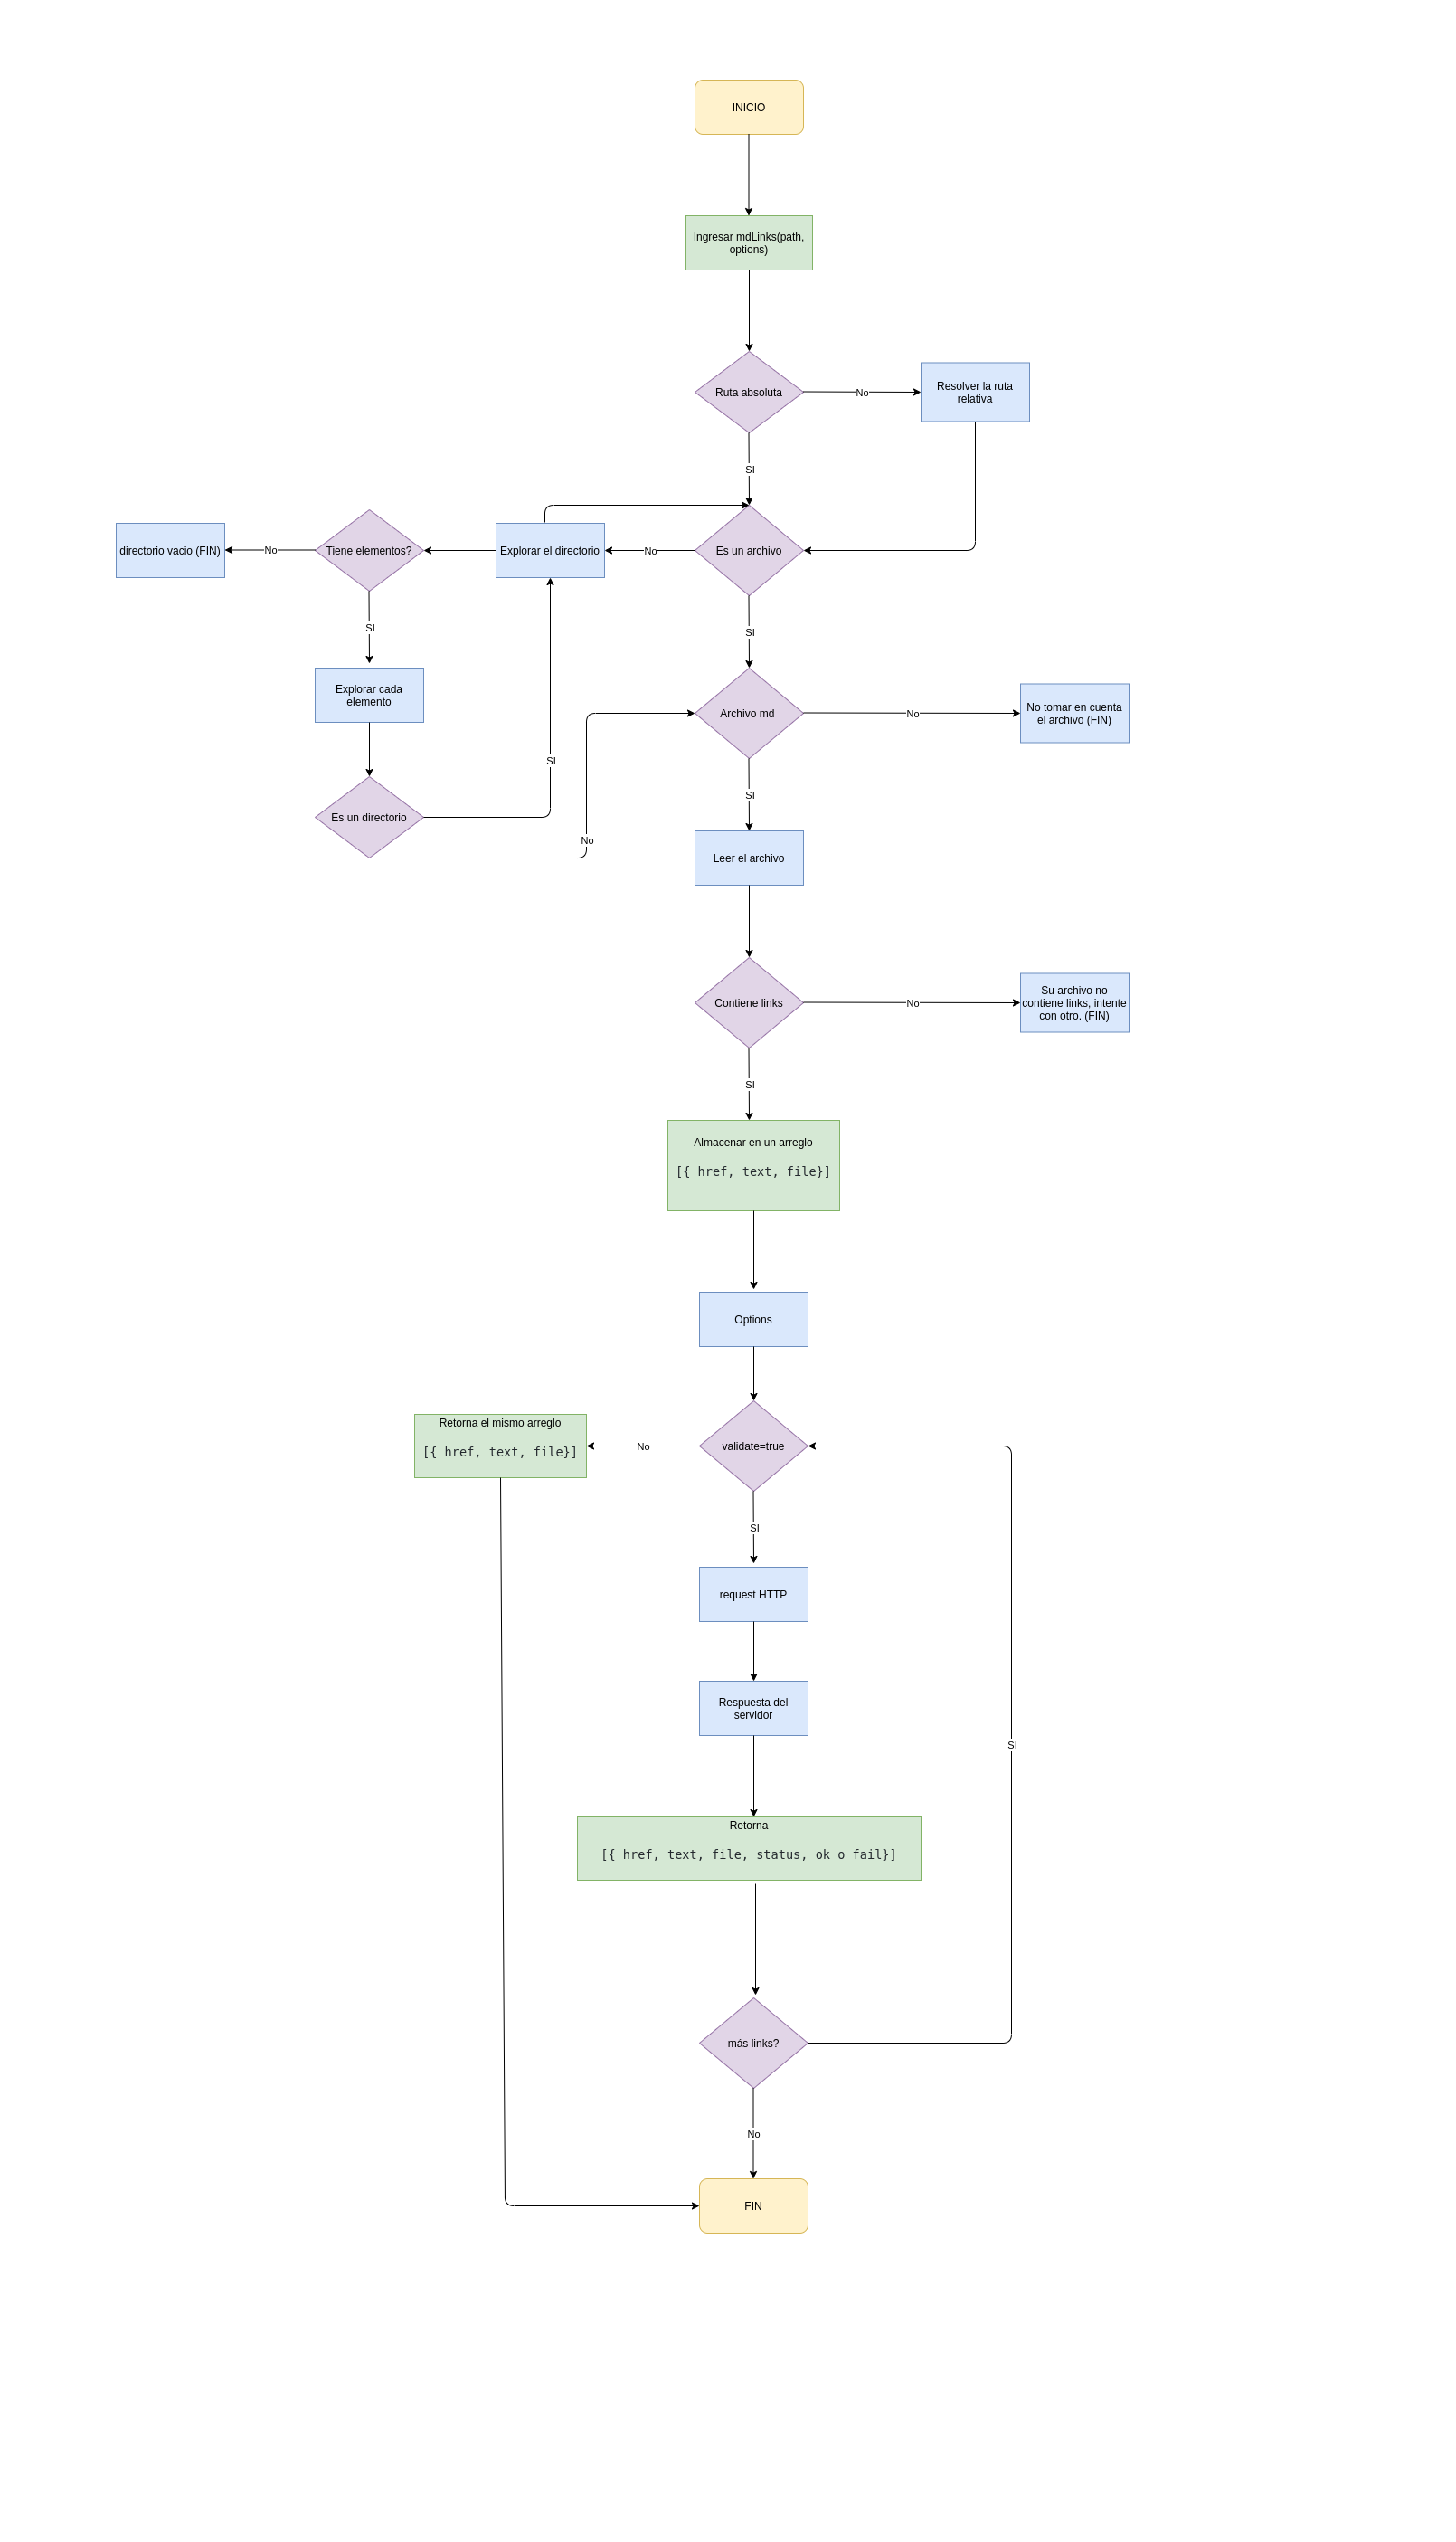 INICIO
Ingresar mdLinks(path,
options)
Ruta absoluta
No
Resolver la ruta
relativa
SI
directorio vacio (FIN)
No
Tiene elementos?
Explorar el directorio
No
Es un archivo
SI
SI
Explorar cada
elemento
Archivo md
No
No tomar en cuenta
el archivo (FIN)
SI
SI
Es un directorio
No
Leer el archivo
Contiene links
No
Su archivo no
contiene links, intente
con otro. (FIN)
SI
Almacenar en un arreglo
[{ href, text, file}]
Options
Retorna el mismo arreglo
[{ href, text, file}]
No
validate=true
SI
request HTTP
Respuesta del
servidor
SI
Retorna
[{ href, text, file, status, ok o fail}]
más links?
No
FIN